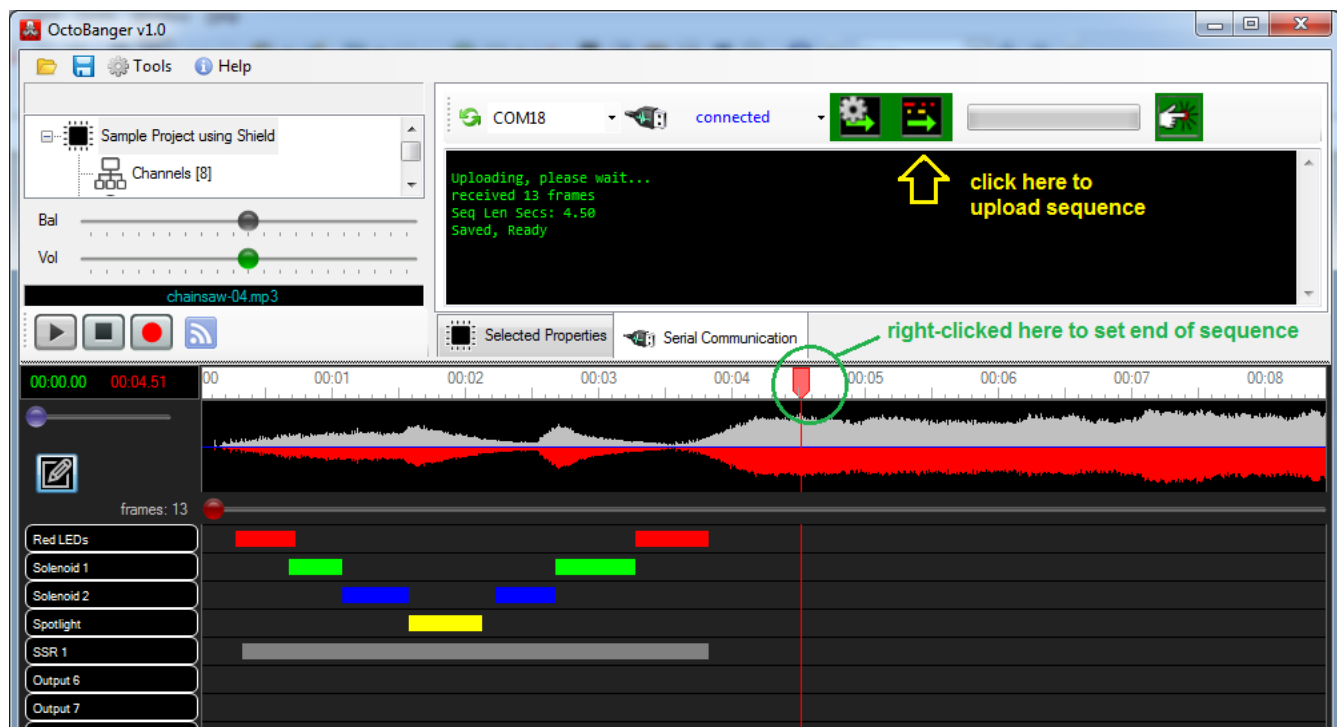 OctoBanger v1.0
Tools Help
Sample Project using Shield
Channels [8]
Bal
Vol
chainsaw-04.mp3
COM18 connected
Uploading, please wait...
received 13 frames
Seq Len Secs: 4.50
Saved, Ready
click here to
upload sequence
Selected Properties Serial Communication
right-clicked here to set end of sequence
00:00.00 00:04.51 00 00:01 00:02 00:03 00:04 00:05 00:06 00:07 00:08
frames: 13
Red LEDs
Solenoid 1
Solenoid 2
Spotlight
SSR 1
Output 6
Output 7